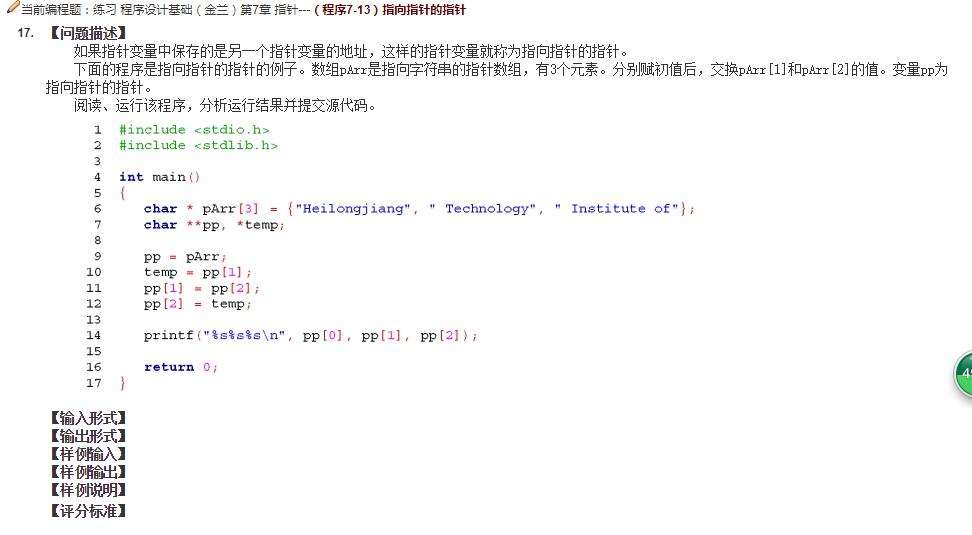 当前编程题：练习 程序设计基础（金兰）第7章 指针---（程序7-13）指向指针的指针
17. 【问题描述】
如果指针变量中保存的是另一个指针变量的地址，这样的指针变量就称为指向指针的指针。
下面的程序是指向指针的指针的例子。数组pArr是指向字符串的指针数组，有3个元素。分别赋初值后，交换pArr[1]和pArr[2]的值。变量pp为
指向指针的指针。
阅读、运行该程序，分析运行结果并提交源代码。
1 #include <stdio.h>
2 #include <stdlib.h>
3
4 int main()
5 {
6 char * pArr[3] = {"Heilongjiang", " Technology", " Institute of"};
7 char **pp, *temp;
8
9 pp = pArr;
10 temp = pp[1];
11 pp[1] = pp[2];
12 pp[2] = temp;
13
14 printf("%s%s%s\n", pp[0], pp[1], pp[2]);
15
16 return 0;
17 }
【输入形式】
【输出形式】
【样例输入】
【样例输出】
【样例说明】
【评分标准】